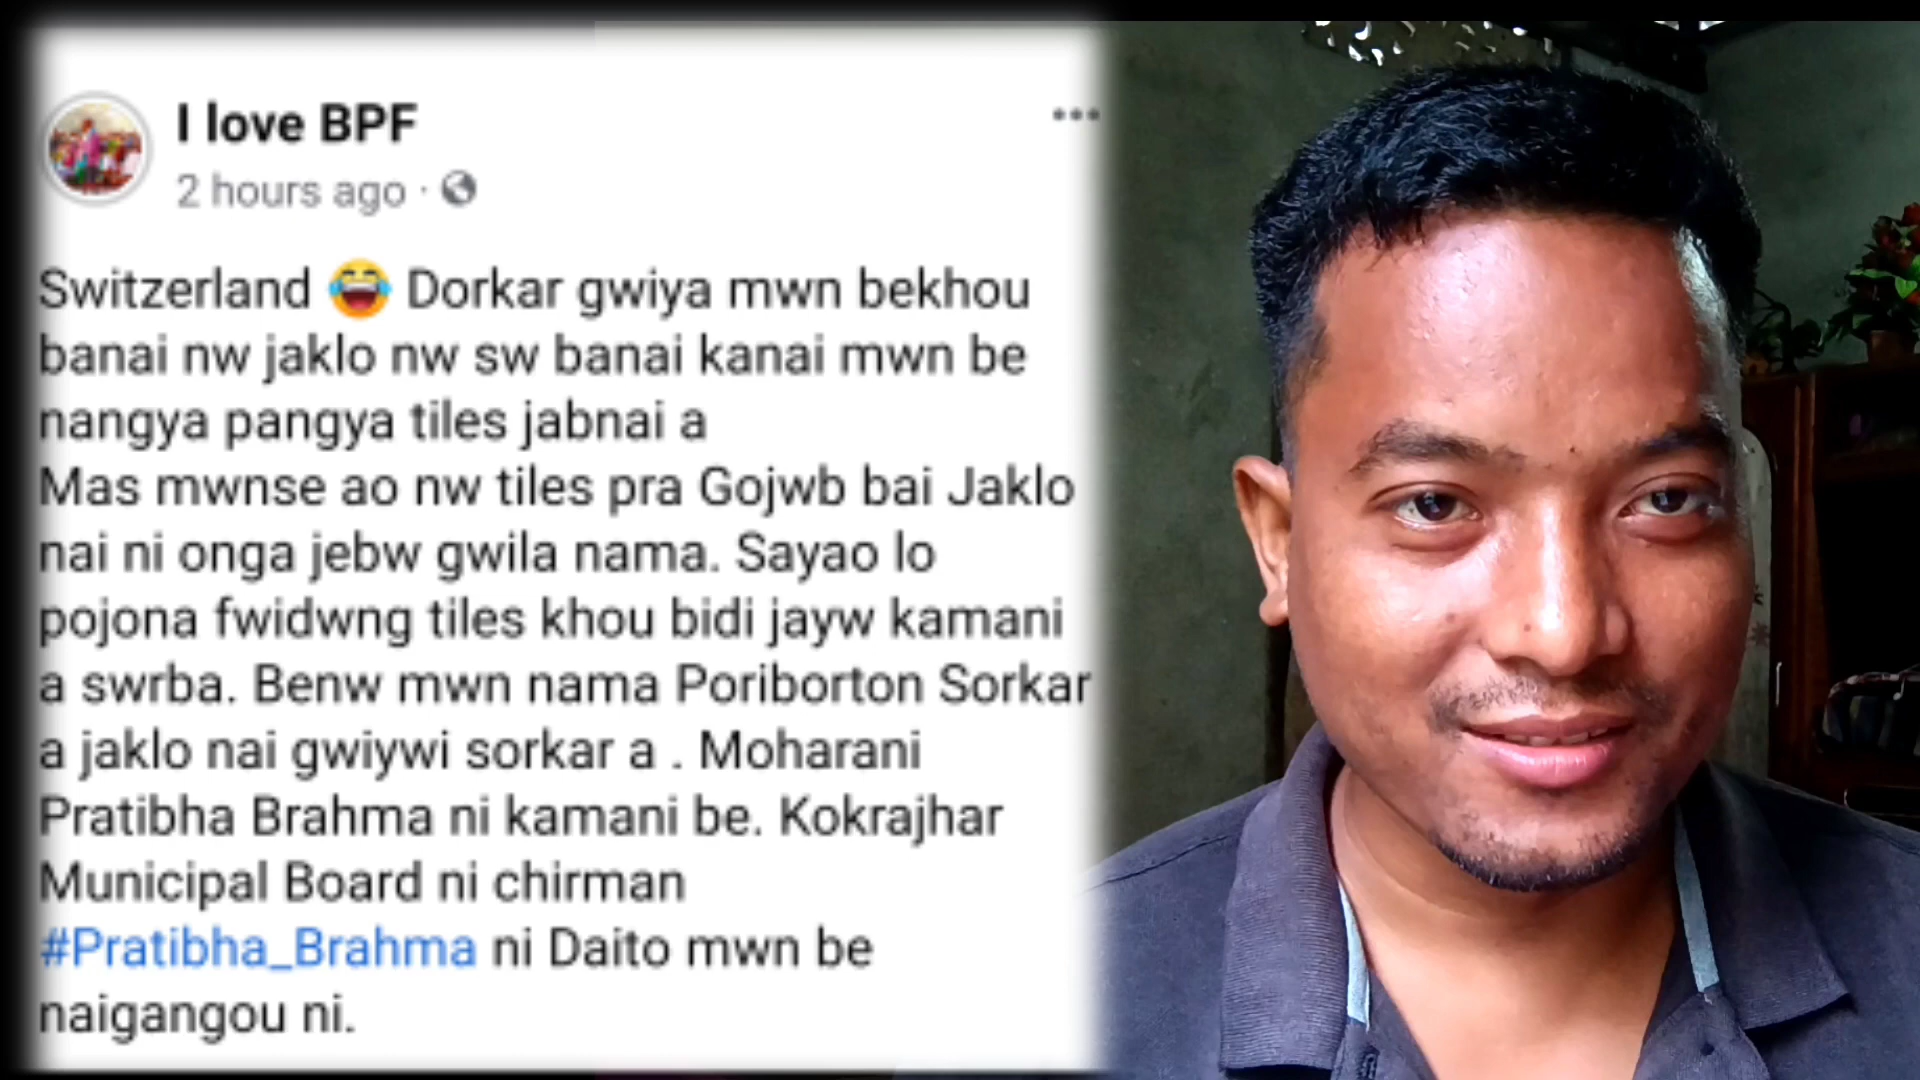 I love BPF
2 hours ago ·
Switzerland 😂 Dorkar gwiya mwn bekhou
banai nw jaklo nw sw banai kanai mwn be
nangya pangya tiles jabnai a
Mas mwnse ao nw tiles pra Gojwb bai Jaklo
nai ni onga jebw gwila nama. Sayao lo
pojona fwidwng tiles khou bidi jayw kamani
a swrba. Benw mwn nama Poriborton Sorkar
a jaklo nai gwiywi sorkar a . Moharani
Pratibha Brahma ni kamani be. Kokrajhar
Municipal Board ni chirman
#Pratibha_Brahma ni Daito mwn be
naigangou ni.